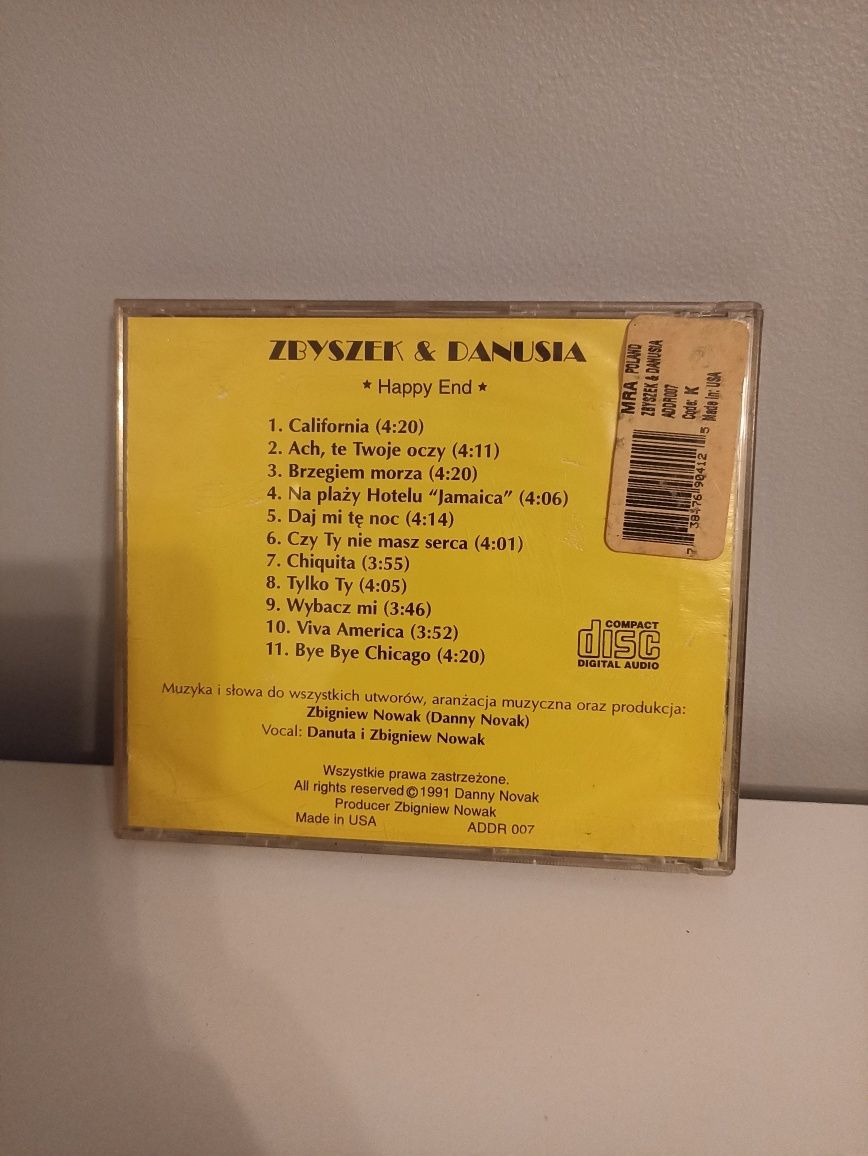 ZBYSZEK & DANUSIA
★ Happy End ★
1. California (4:20)
2. Ach, te Twoje oczy (4:11)
3. Brzegiem morza (4:20)
4. Na plaży Hotelu “Jamaica” (4:06)
5. Daj mi tę noc (4:14)
6. Czy Ty nie masz serca (4:01)
7. Chiquita (3:55)
8. Tylko Ty (4:05)
9. Wybacz mi (3:46)
10. Viva America (3:52)
11. Bye Bye Chicago (4:20)
Muzyka i słowa do wszystkich utworów, aranżacja muzyczna oraz produkcja:
Zbigniew Nowak (Danny Novak)
Vocal: Danuta i Zbigniew Nowak
Wszystkie prawa zastrzeżone.
All rights reserved © 1991 Danny Novak
Producer Zbigniew Nowak
Made in USA ADDR 007
COMPACT
disc
DIGITAL AUDIO
MRA POLAND
ZBYSZEK & DANUSIA
ADDR007
Code: K
Made in: USA
7 38476 90412 5